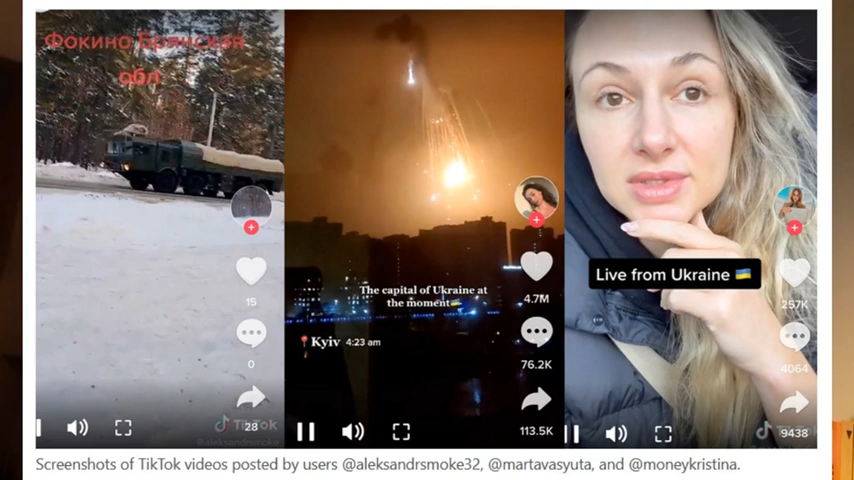 Фокино Брянская
обл
15
0
28
TikTok
@aleksandrsmoke
The capital of Ukraine at
the moment🇺🇦
📍Kyiv 4:23 am
4.7M
76.2K
113.5K
Live from Ukraine 🇺🇦
257K
4064
9438
Screenshots of TikTok videos posted by users @aleksandrsmoke32, @martavasyuta, and @moneykristina.